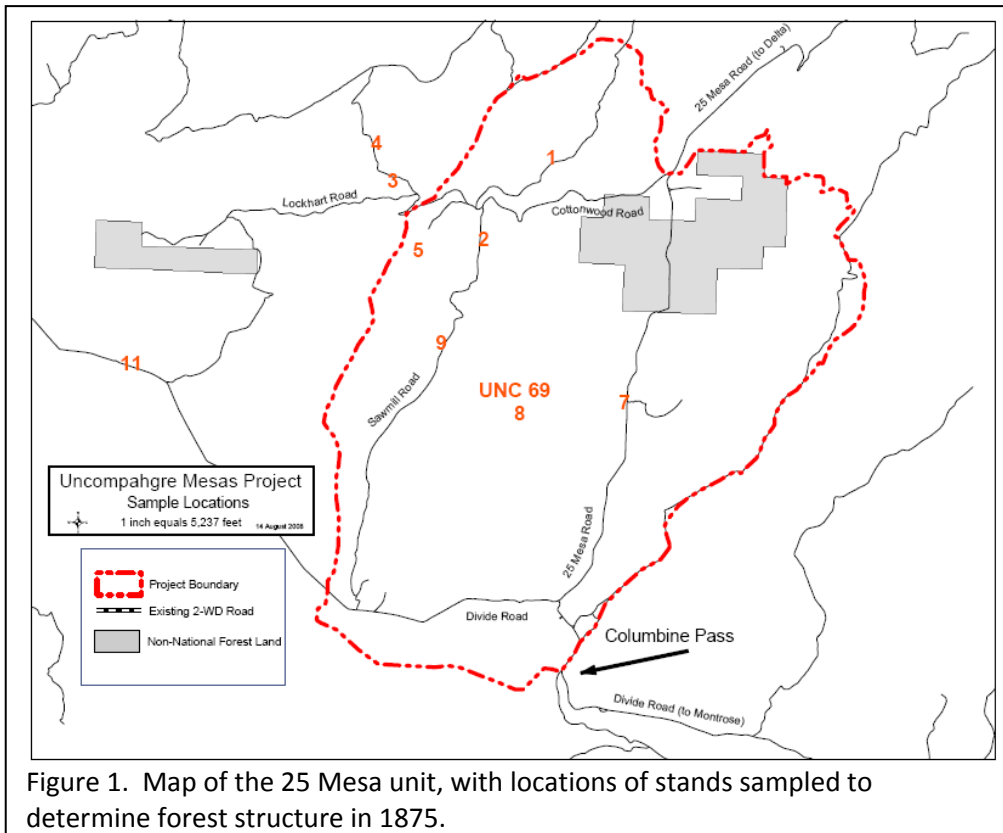 25 Mesa Road (to Delta)
4
1
3
Lockhart Road
Cottonwood Road
2
5
9
11
Sawmill Road
UNC 69
8
7
Uncompahgre Mesas Project
Sample Locations
1 inch equals 5,237 feet 14 August 2008
25 Mesa Road
Project Boundary
Existing 2-WD Road
Non-National Forest Land
Divide Road
Columbine Pass
Divide Road (to Montrose)
Figure 1. Map of the 25 Mesa unit, with locations of stands sampled to
determine forest structure in 1875.